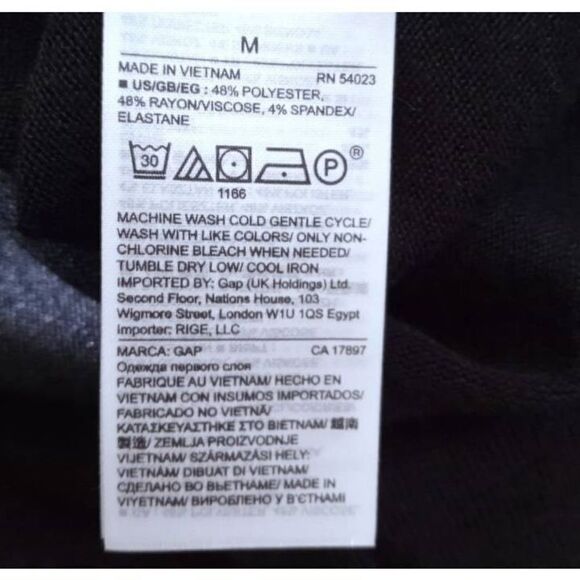 M
MADE IN VIETNAM RN 54023
■ US/GB/EG : 48% POLYESTER,
48% RAYON/VISCOSE, 4% SPANDEX/
ELASTANE
30 P ®
1166
MACHINE WASH COLD GENTLE CYCLE/
WASH WITH LIKE COLORS/ ONLY NON-
CHLORINE BLEACH WHEN NEEDED/
TUMBLE DRY LOW/ COOL IRON
IMPORTED BY: Gap (UK Holdings) Ltd.
Second Floor, Nations House, 103
Wigmore Street, London W1U 1QS Egypt
Importer: RIGE, LLC
MARCA: GAP CA 17897
Одежда первого слоя
FABRIQUE AU VIETNAM/ HECHO EN
VIETNAM CON INSUMOS IMPORTADOS/
FABRICADO NO VIETNÃ/
ΚΑΤΑΣΚΕΥΑΣΤΗΚΕ ΣΤΟ ΒΙΕΤΝΑΜ/ 越南
製造/ ZEMLJA PROIZVODNJE
VIJETNAM/ SZÁRMAZÁSI HELY:
VIETNÁM/ DIBUAT DI VIETNAM/
СДЕЛАНО ВО ВЬЕТНАМЕ/ MADE IN
VIYETNAM/ ВИРОБЛЕНО У В'ЄТНАМІ